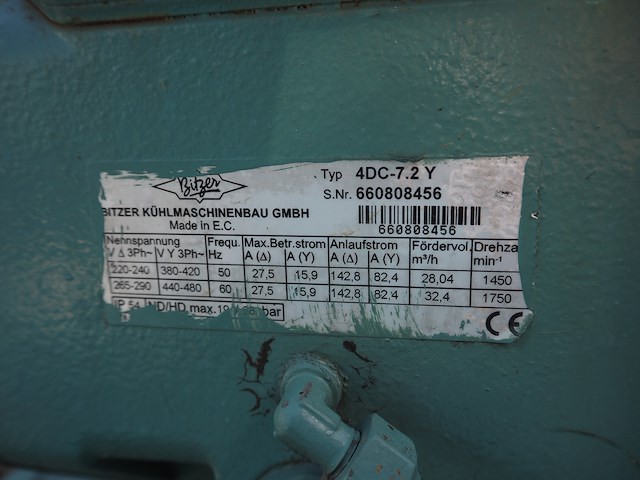 Bitzer
Typ 4DC-7.2 Y
S.Nr. 660808456
BITZER KÜHLMASCHINENBAU GMBH
Made in E.C.
660808456
Nehnspannung Frequ. Max.Betr.strom Anlaufstrom Fördervol. Drehza
V Δ 3Ph~ V Y 3Ph~ Hz A (Δ) A (Y) A (Δ) A (Y) m³/h min⁻¹
220-240 380-420 50 27,5 15,9 142,8 82,4 28,04 1450
265-290 440-480 60 27,5 15,9 142,8 82,4 32,4 1750
IP 54 ND/HD max.19 bar
CE